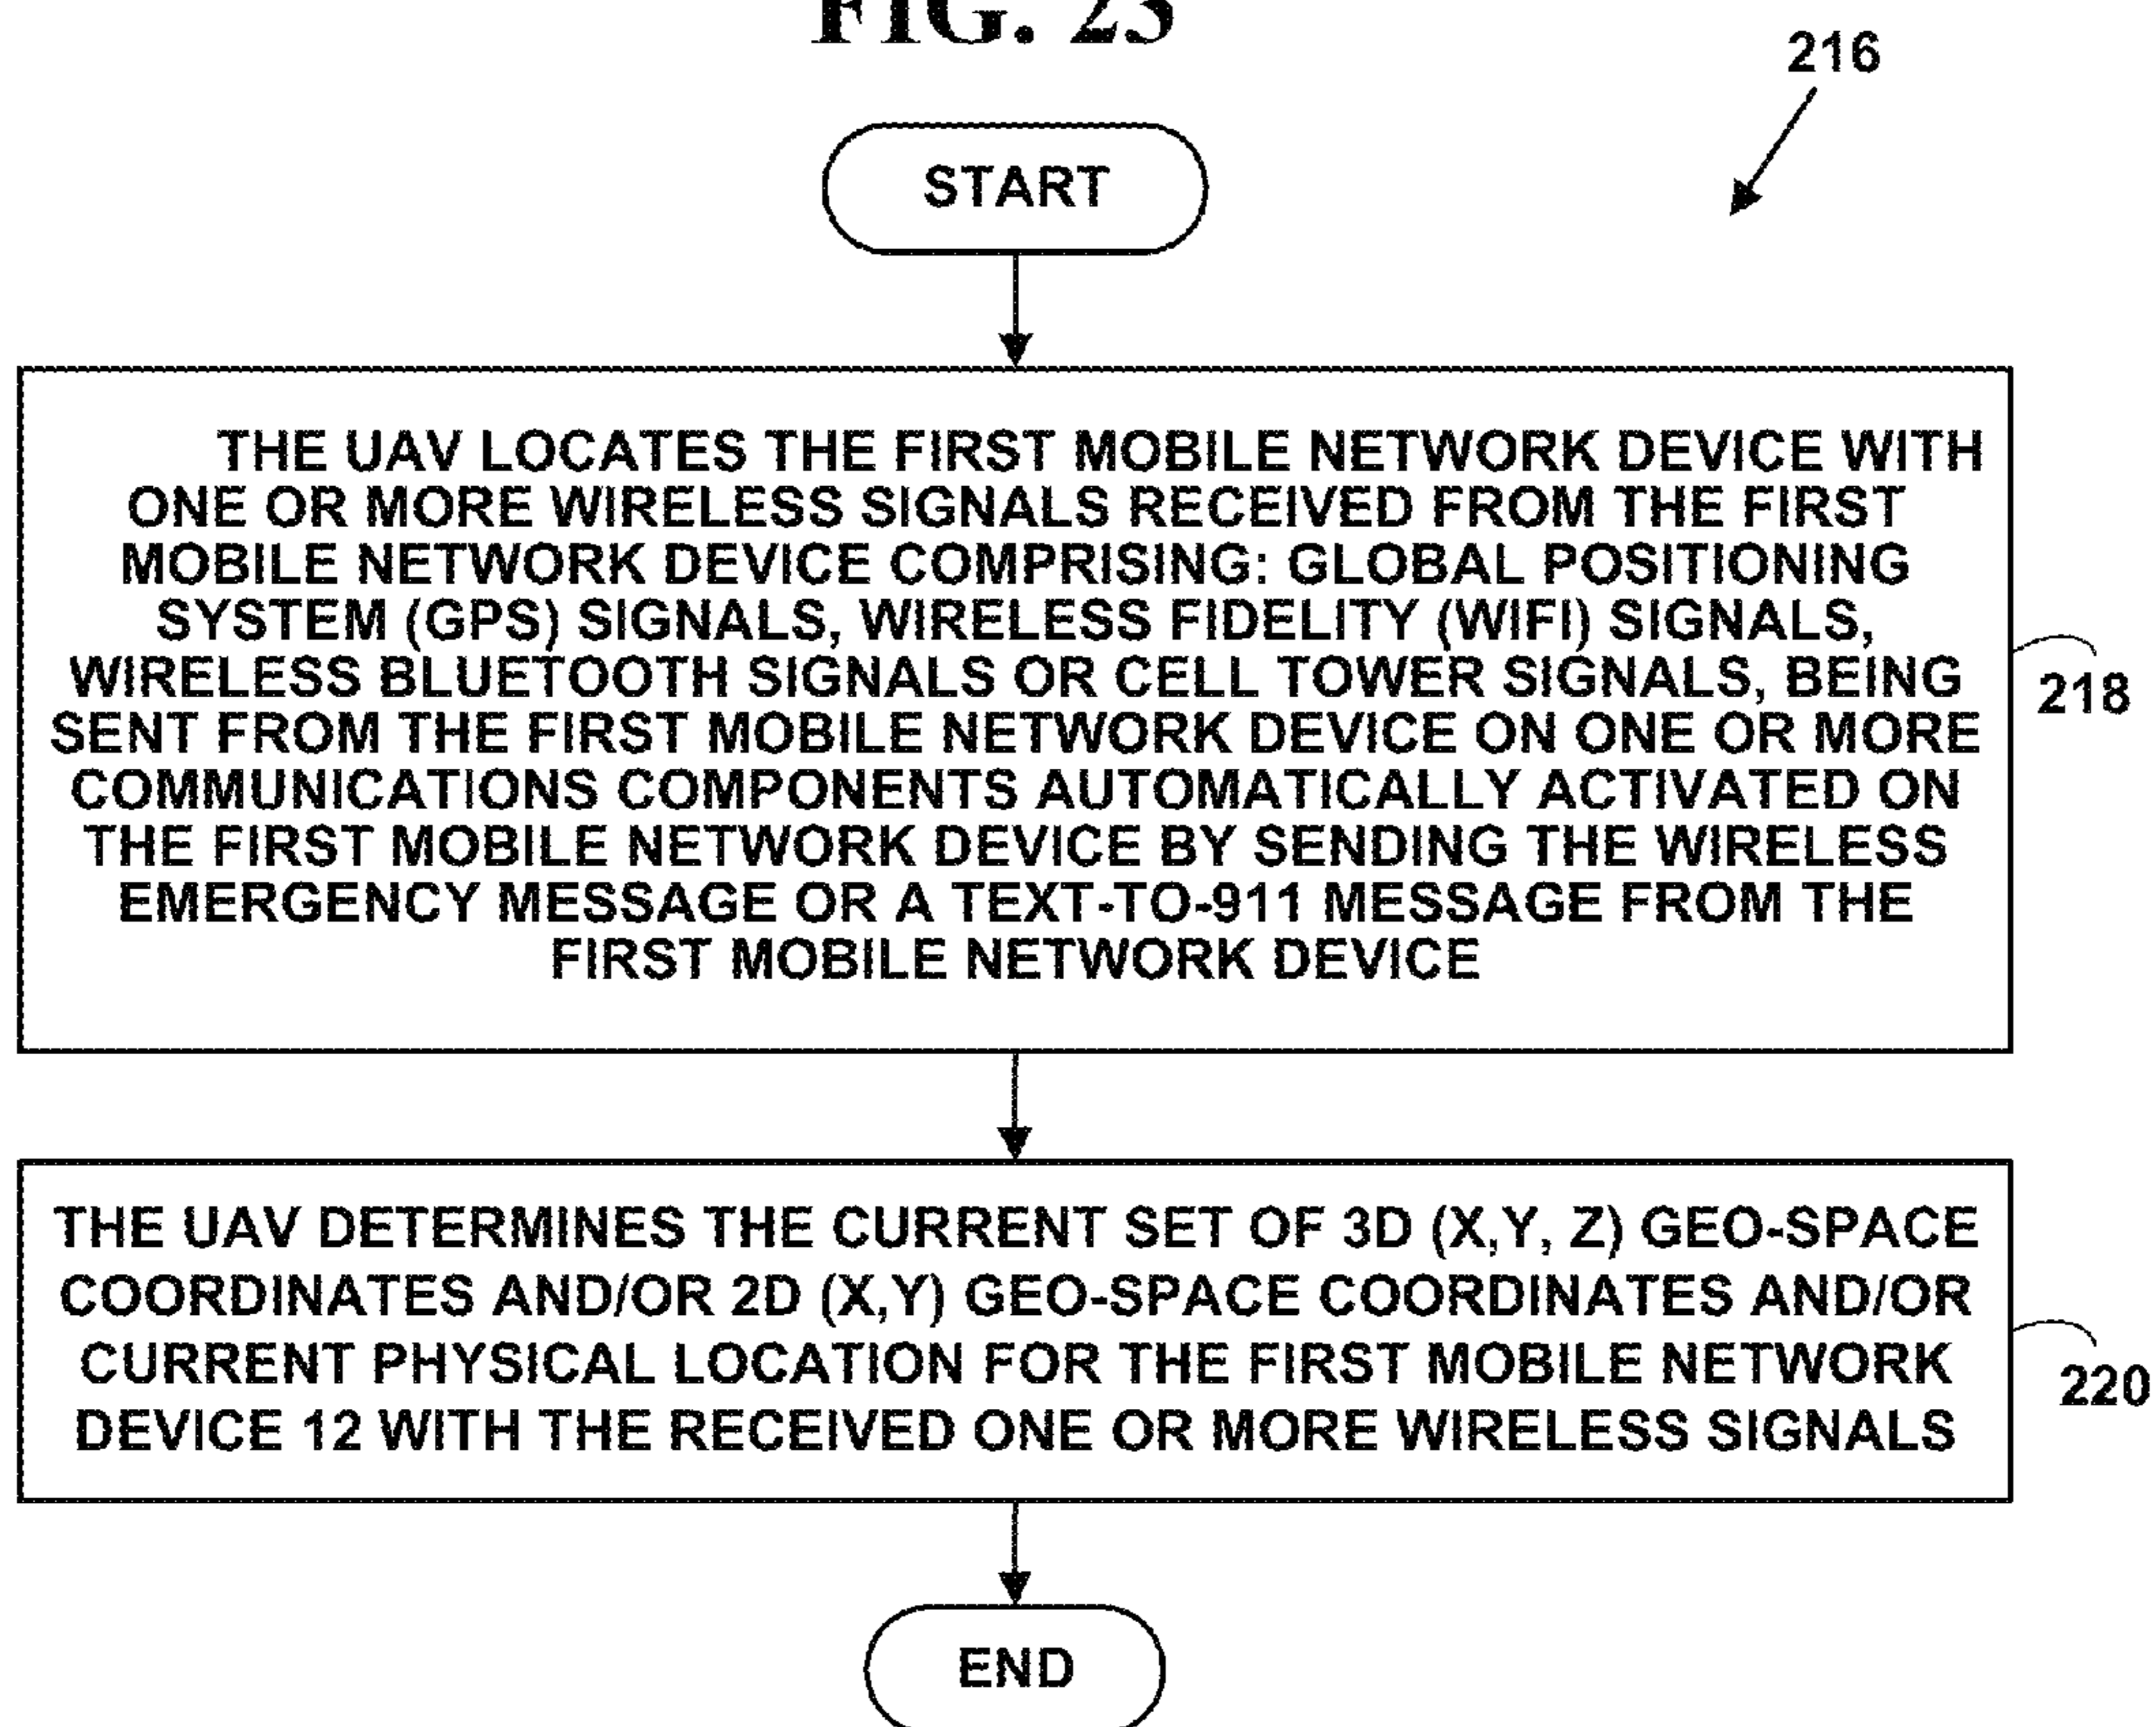 FIG. 23
216
START
THE UAV LOCATES THE FIRST MOBILE NETWORK DEVICE WITH
ONE OR MORE WIRELESS SIGNALS RECEIVED FROM THE FIRST
MOBILE NETWORK DEVICE COMPRISING: GLOBAL POSITIONING
SYSTEM (GPS) SIGNALS, WIRELESS FIDELITY (WIFI) SIGNALS,
WIRELESS BLUETOOTH SIGNALS OR CELL TOWER SIGNALS, BEING
SENT FROM THE FIRST MOBILE NETWORK DEVICE ON ONE OR MORE
COMMUNICATIONS COMPONENTS AUTOMATICALLY ACTIVATED ON
THE FIRST MOBILE NETWORK DEVICE BY SENDING THE WIRELESS
EMERGENCY MESSAGE OR A TEXT-TO-911 MESSAGE FROM THE
FIRST MOBILE NETWORK DEVICE
218
THE UAV DETERMINES THE CURRENT SET OF 3D (X,Y, Z) GEO-SPACE
COORDINATES AND/OR 2D (X,Y) GEO-SPACE COORDINATES AND/OR
CURRENT PHYSICAL LOCATION FOR THE FIRST MOBILE NETWORK
DEVICE 12 WITH THE RECEIVED ONE OR MORE WIRELESS SIGNALS
220
END